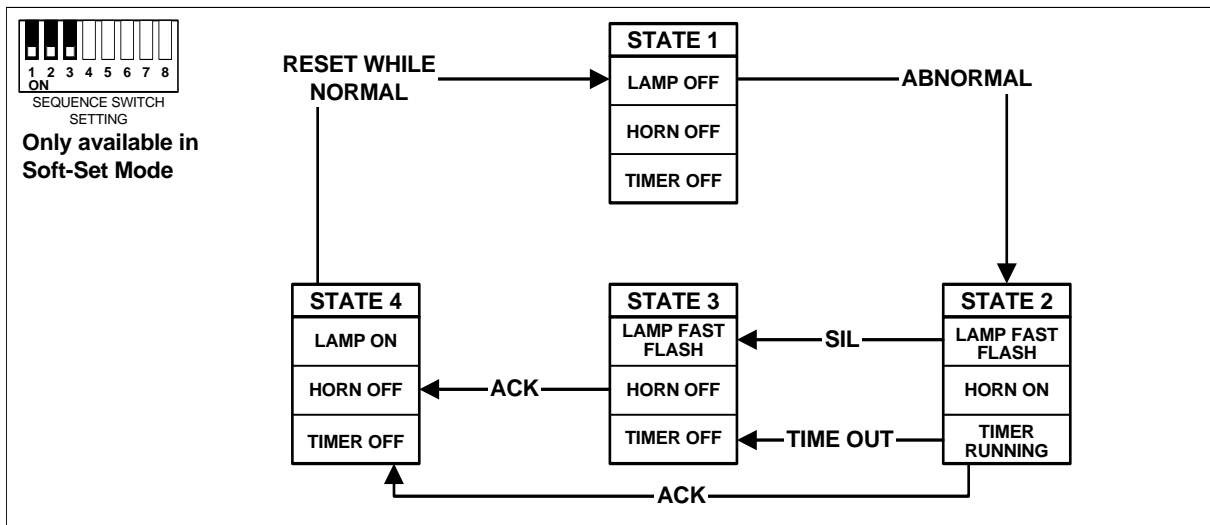 1 2 3 4 5 6 7 8
ON
SEQUENCE SWITCH
SETTING
Only available in
Soft-Set Mode
RESET WHILE
NORMAL
STATE 1
LAMP OFF
HORN OFF
TIMER OFF
ABNORMAL
STATE 4
LAMP ON
HORN OFF
TIMER OFF
ACK
STATE 3
LAMP FAST
FLASH
HORN OFF
TIMER OFF
SIL
TIME OUT
STATE 2
LAMP FAST
FLASH
HORN ON
TIMER
RUNNING
ACK